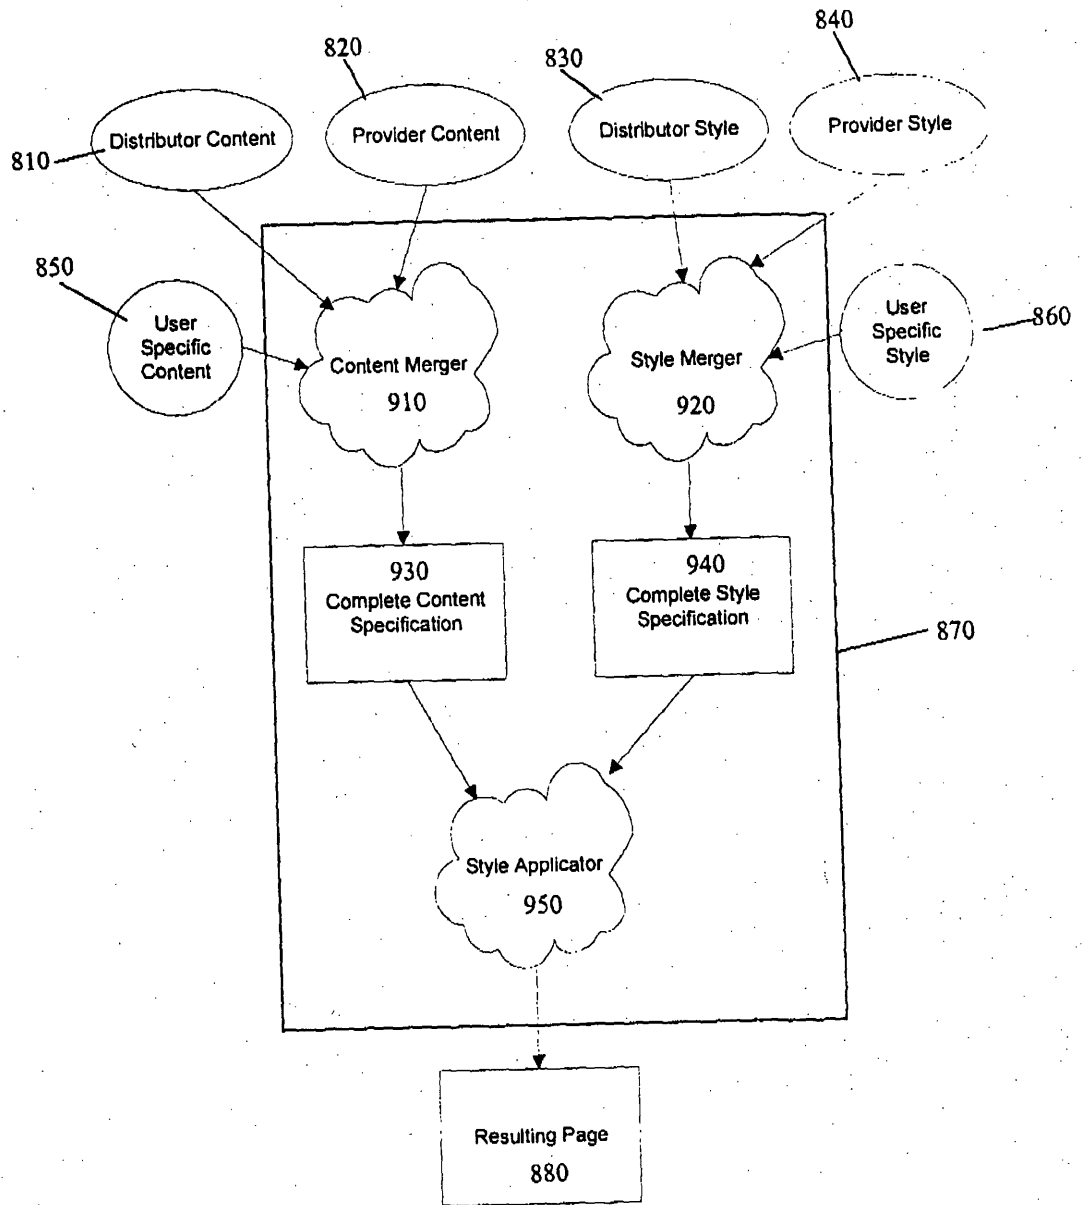 840
820
830
Distributor Content
Provider Content
Distributor Style
Provider Style
810
850
User
Specific
Content
Content Merger
910
Style Merger
920
User
Specific
Style
860
930
Complete Content
Specification
940
Complete Style
Specification
870
Style Applicator
950
Resulting Page
880